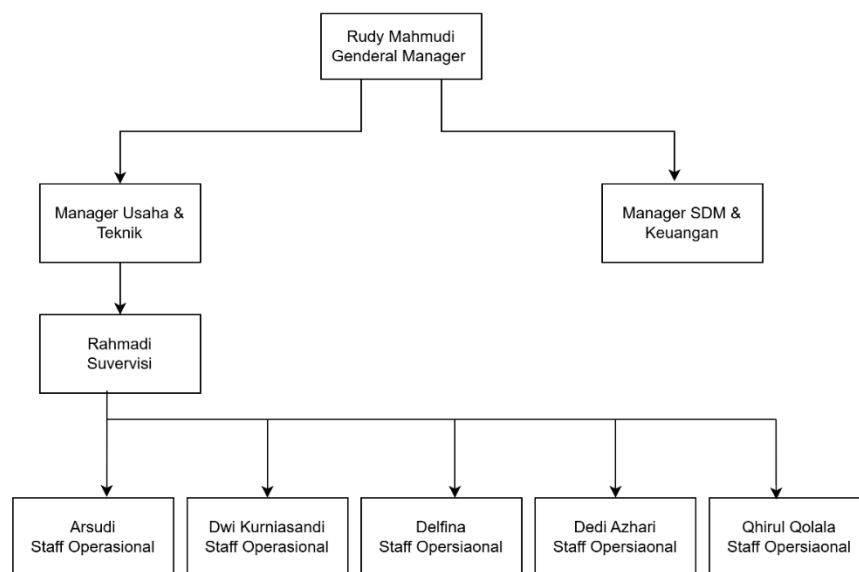 Rudy Mahmudi
Genderal Manager
Manager Usaha &
Teknik
Manager SDM &
Keuangan
Rahmadi
Suvervisi
Arsudi
Staff Operasional
Dwi Kurniasandi
Staff Operasional
Delfina
Staff Opersiaonal
Dedi Azhari
Staff Opersiaonal
Qhirul Qolala
Staff Opersiaonal